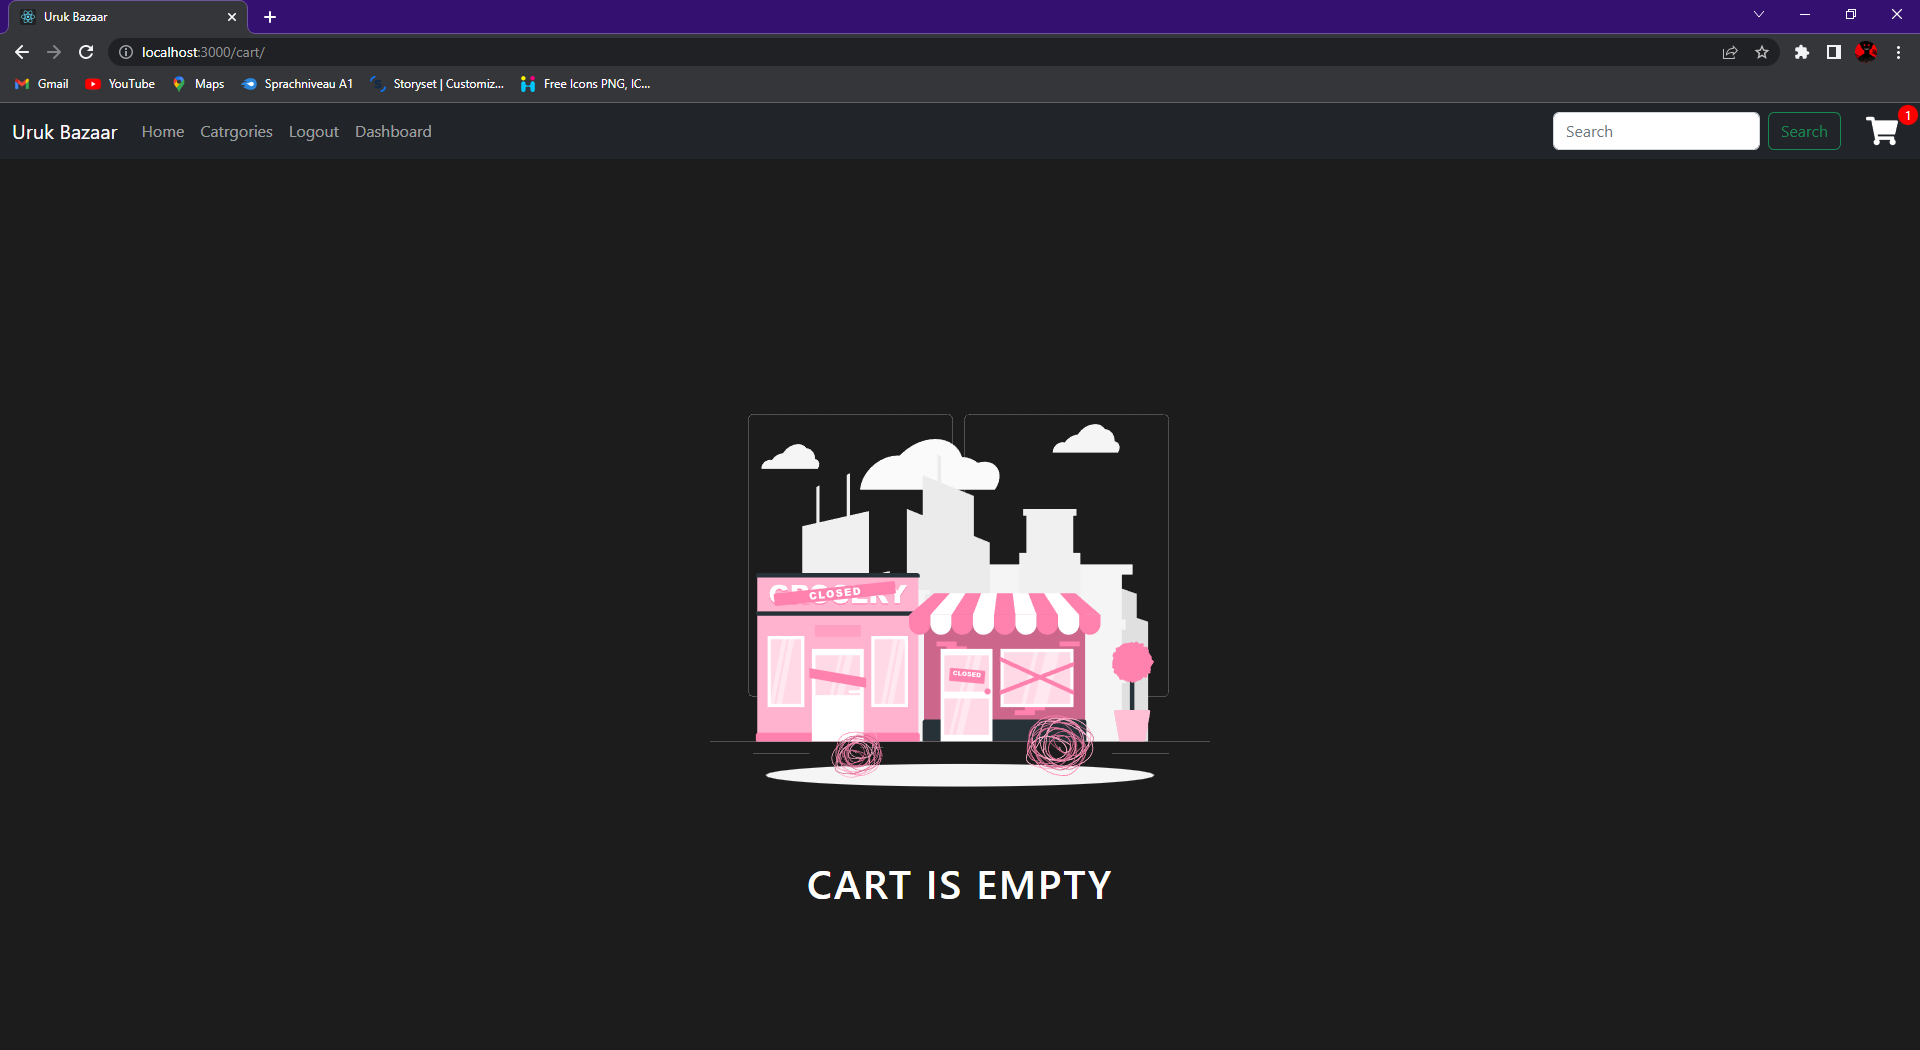 Uruk Bazaar
localhost:3000/cart/
Gmail YouTube Maps Sprachniveau A1 Storyset | Customiz... Free Icons PNG, IC...
Uruk Bazaar Home Catrgories Logout Dashboard Search Search 1
GROCERY
CLOSED
CLOSED
CART IS EMPTY